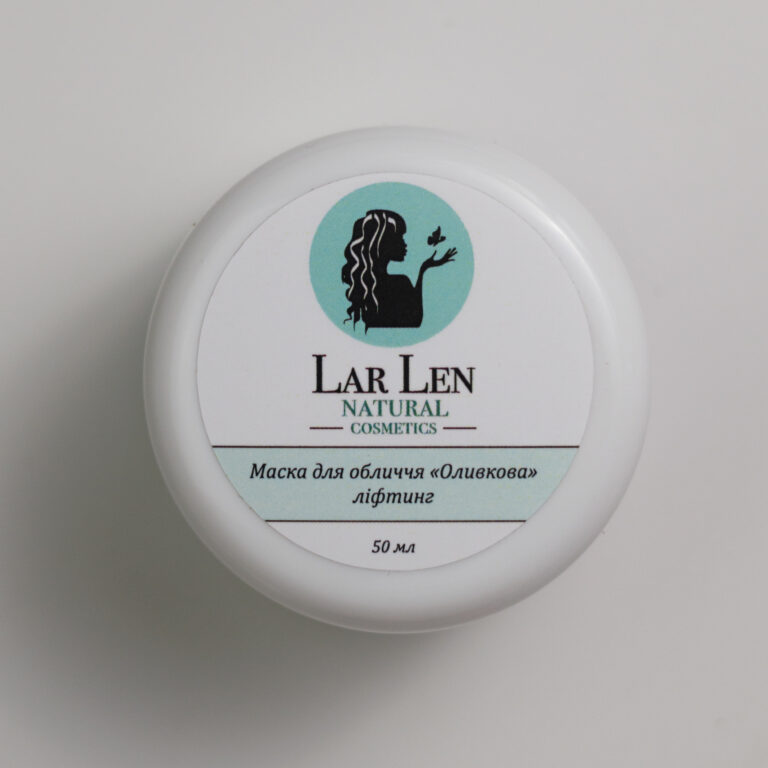 LAR LEN
NATURAL
COSMETICS
Маска для обличчя «Оливкова»
ліфтинг
50 мл